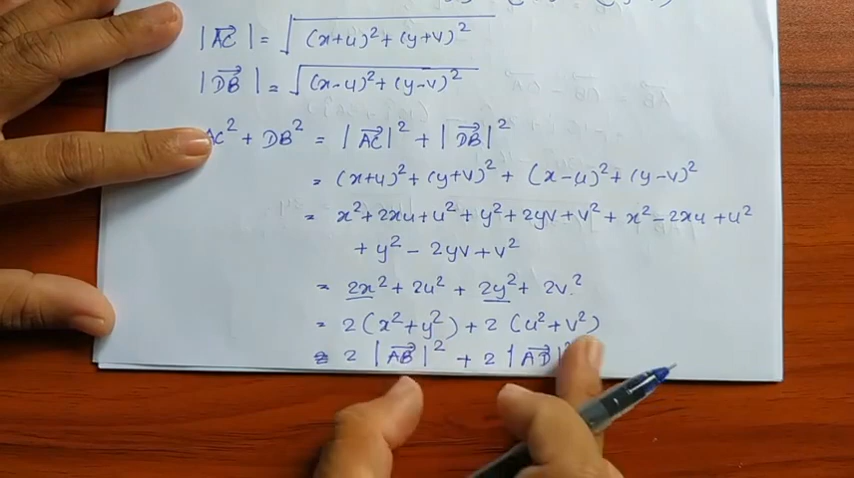 |AC⃗| = √(x+u)²+(y+v)²
|DB⃗| = √(x-u)²+(y-v)²
AC² + DB² = |AC⃗|² + |DB⃗|²
= (x+u)²+(y+v)² + (x-u)²+(y-v)²
= x²+2xu+u²+y²+2yv+v²+x²-2xu+u²
+ y² - 2yv+v²
= 2x²+2u² + 2y²+ 2v²
= 2(x²+y²)+2(u²+v²)
= 2|AB⃗|² + 2|AD⃗|²